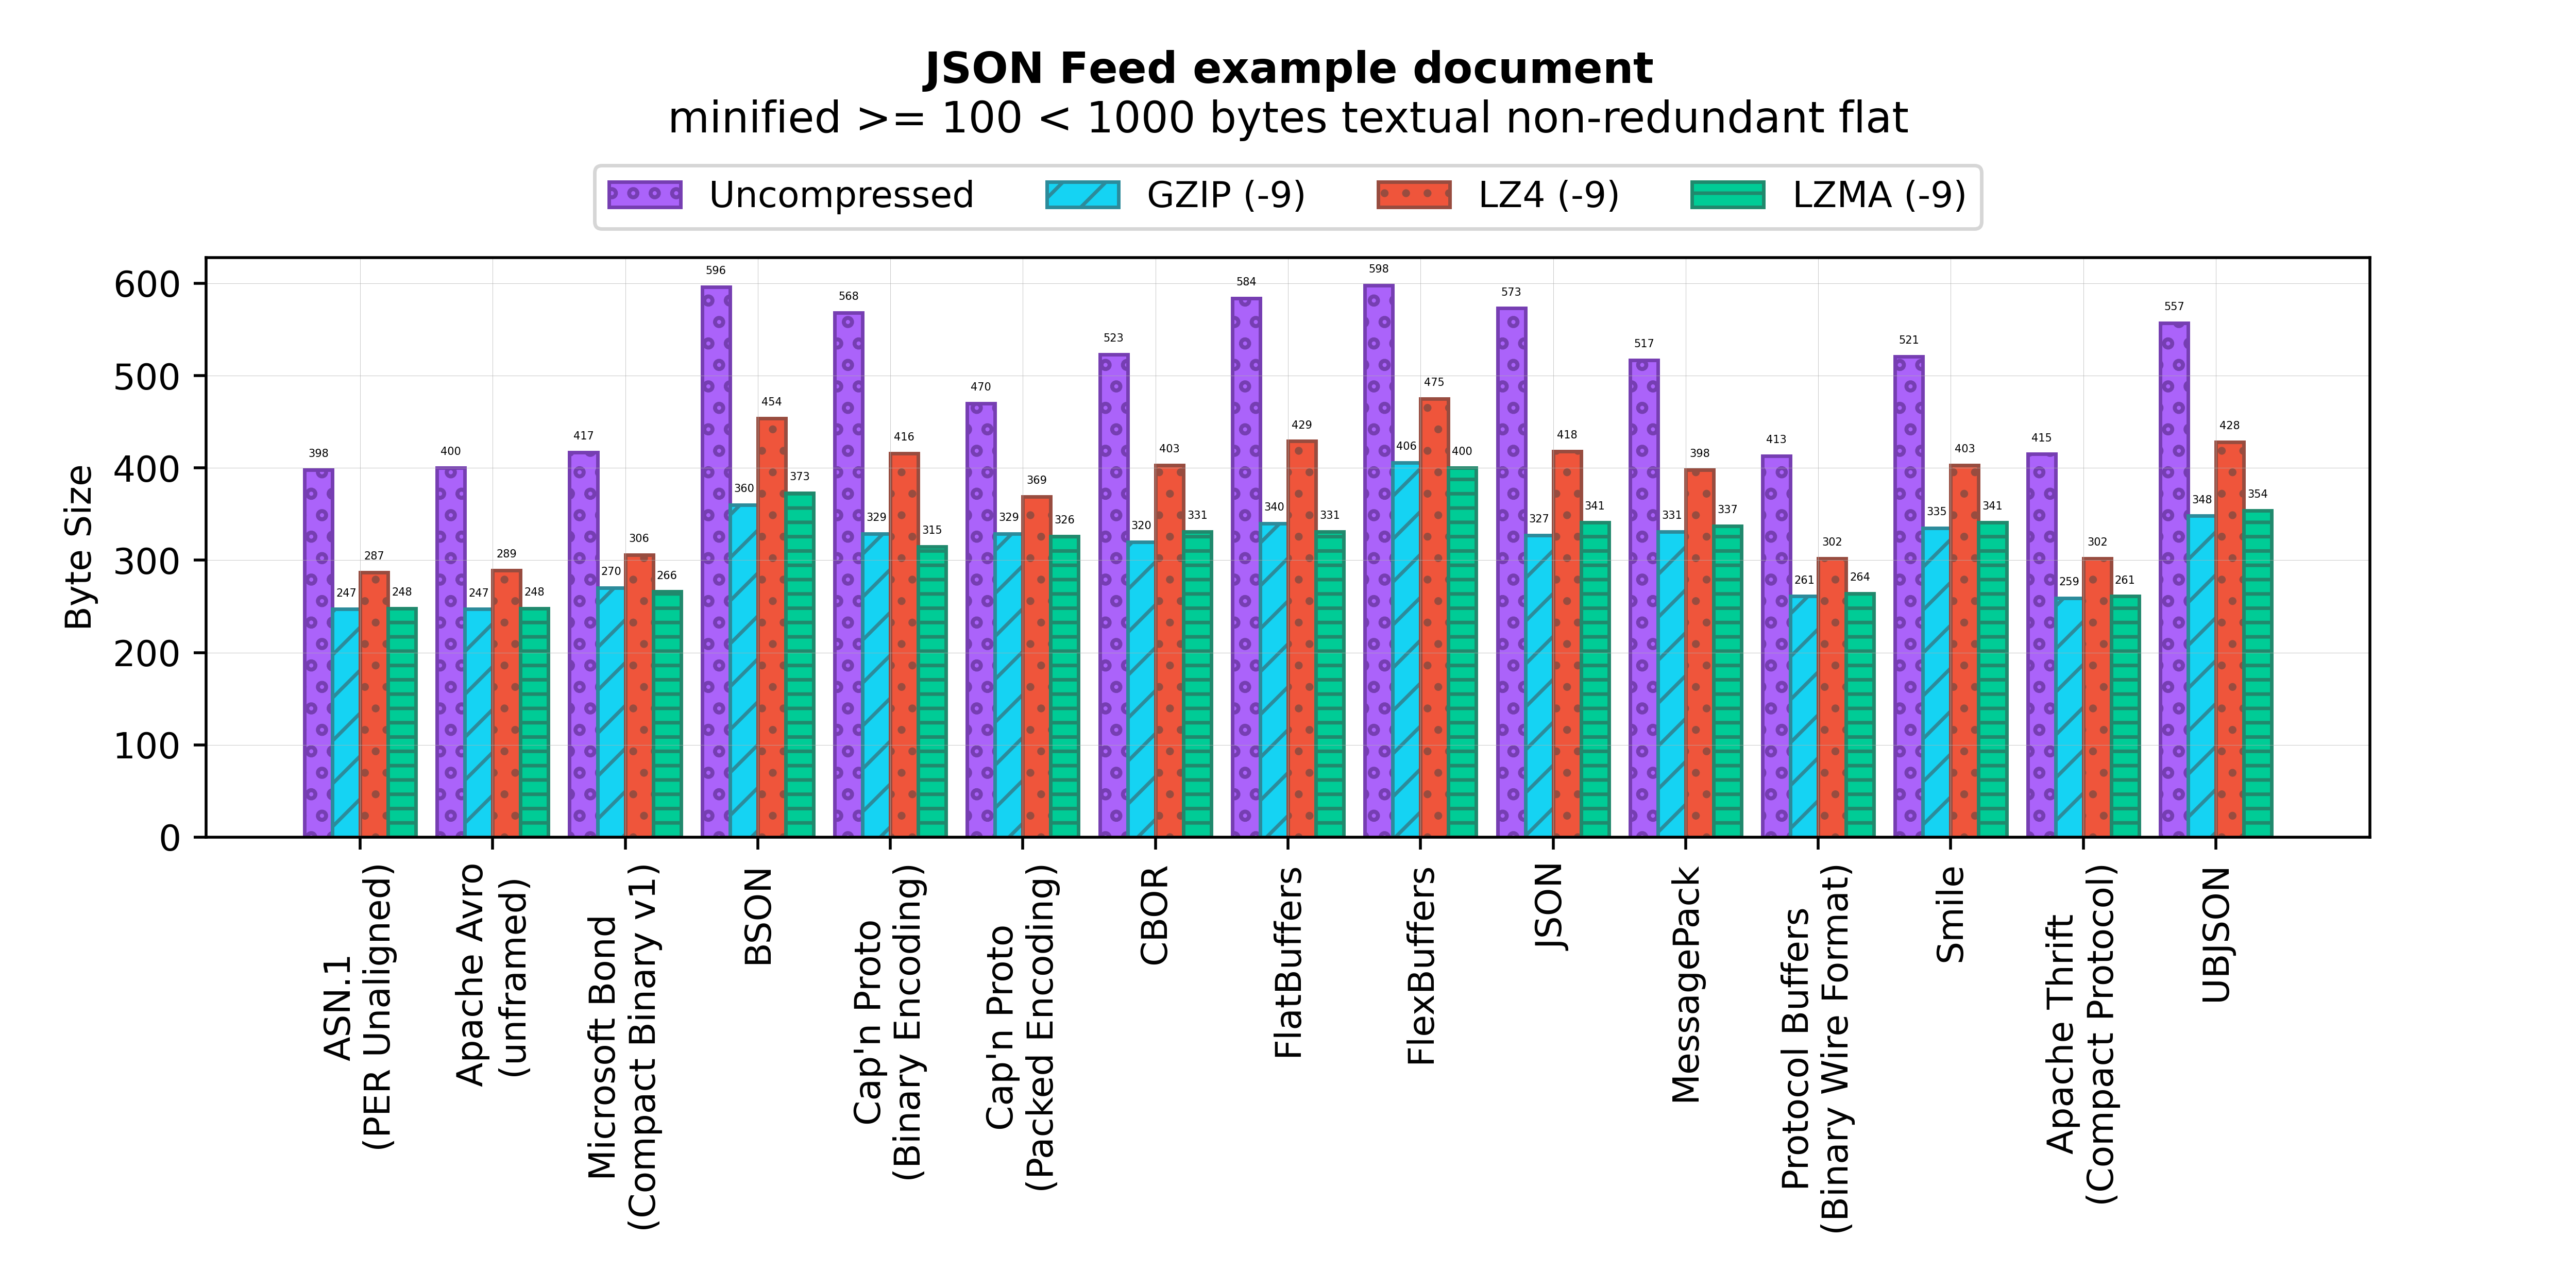 JSON Feed example document
minified >= 100 < 1000 bytes textual non-redundant flat
Uncompressed GZIP (-9) LZ4 (-9) LZMA (-9)
Byte Size
600
500
400
300
200
100
0
398 247 287 248
400 247 289 248
417 270 306 266
596 360 454 373
568 329 416 315
470 329 369 326
523 320 403 331
584 340 429 331
598 406 475 400
573 327 418 341
517 331 398 337
413 261 302 264
521 335 403 341
415 259 302 261
557 348 428 354
ASN.1
(PER Unaligned)
Apache Avro
(unframed)
Microsoft Bond
(Compact Binary v1)
BSON
Cap'n Proto
(Binary Encoding)
Cap'n Proto
(Packed Encoding)
CBOR
FlatBuffers
FlexBuffers
JSON
MessagePack
Protocol Buffers
(Binary Wire Format)
Smile
Apache Thrift
(Compact Protocol)
UBJSON